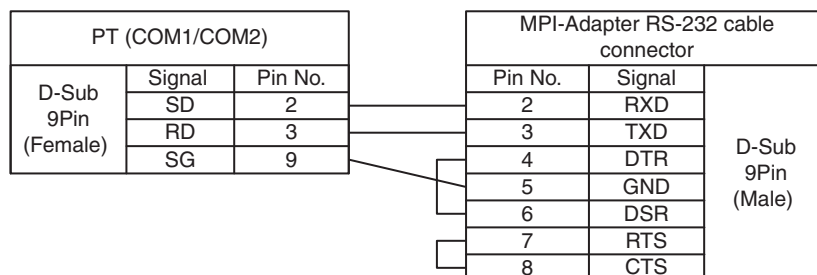 PT (COM1/COM2)
D-Sub
9Pin
(Female)
Signal Pin No.
SD 2
RD 3
SG 9
MPI-Adapter RS-232 cable
connector
Pin No. Signal
2 RXD
3 TXD
4 DTR
5 GND
6 DSR
7 RTS
8 CTS
D-Sub
9Pin
(Male)